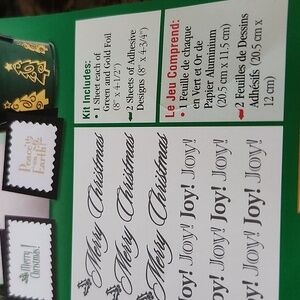 Kit Includes:
• 1 Sheet each of
Green and Gold Foil
(8" x 4-1/2")
2 Sheets of Adhesive
Designs (8" x 4-3/4")
Le Jeu Comprend:
• 1 Feuille de chaque
en Vert et Or de
Papier Aluminium
(20.5 cm x 11.5 cm)
2 Feuilles de Dessins
Adhésifs (20.5 cm x
12 cm)
Merry Christmas
Merry Christmas
Merry Christmas
Joy! Joy! Joy!
Joy! Joy! Joy!
Joy! Joy! Joy!
Peace
on
Earth
Merry
Christmas!